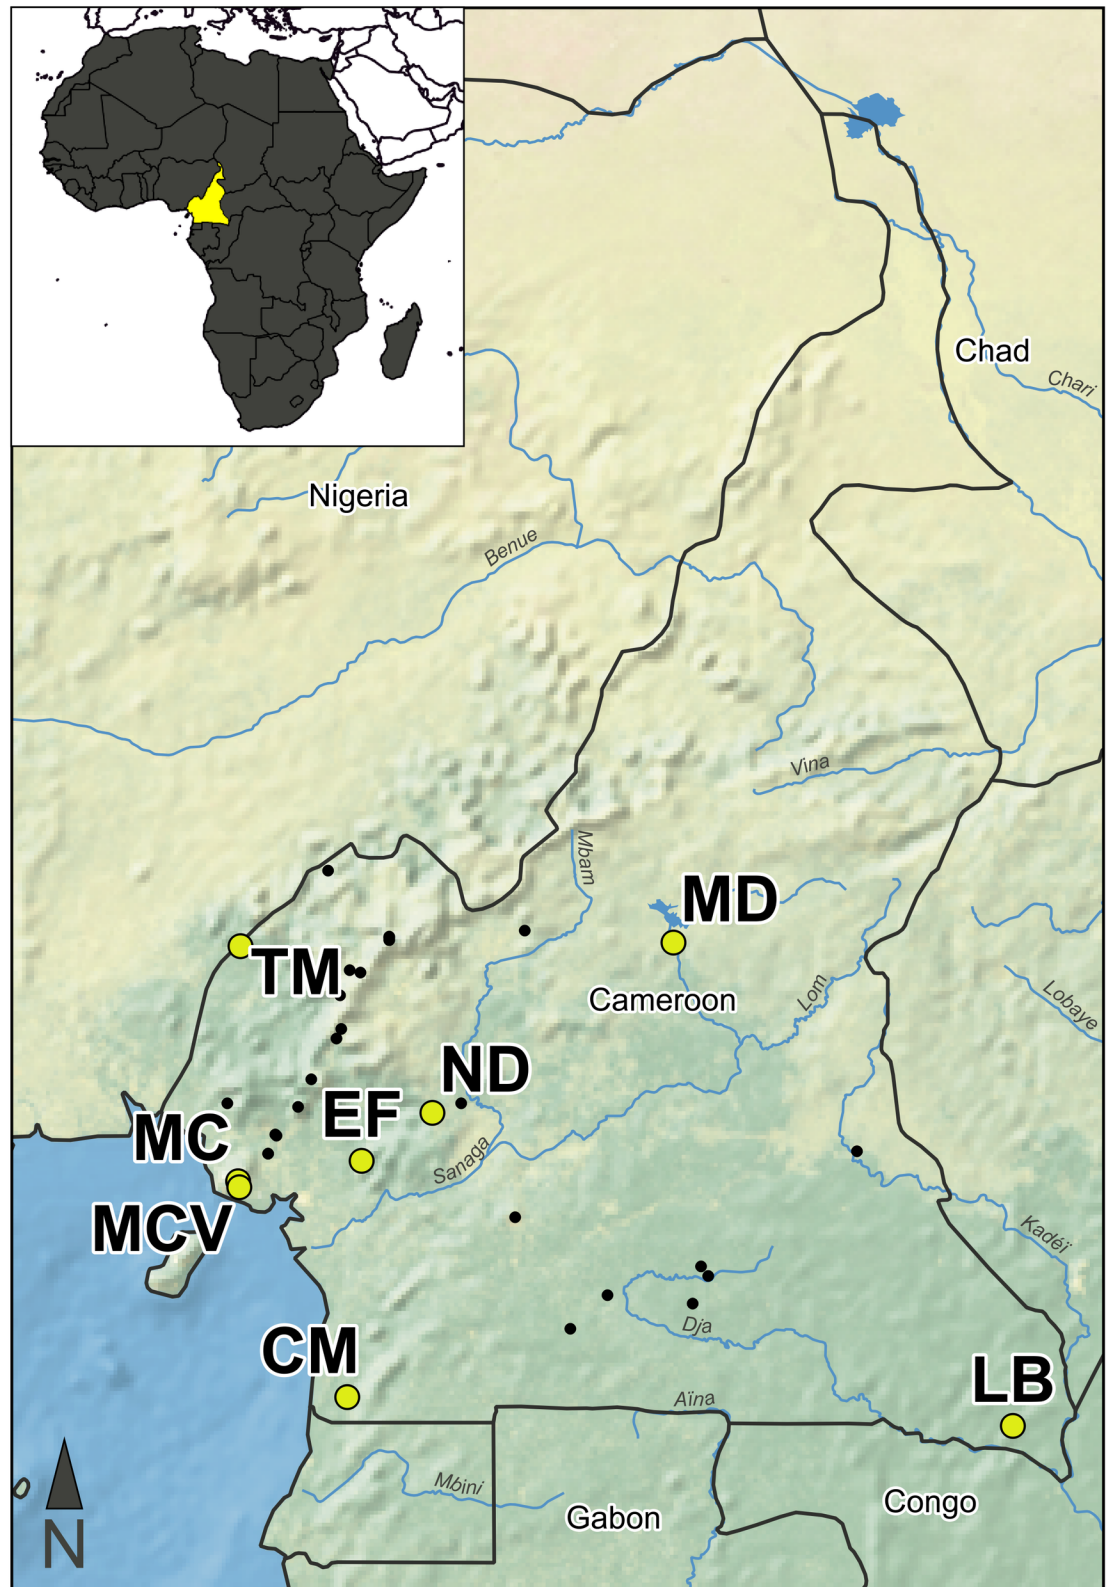 Chad
Chari
Nigeria
Benue
Vina
Mbam
MD
TM
Cameroon
Lom
Lobaye
ND
EF
MC
Sanaga
MCV
Kadéï
Dja
CM
LB
Aïna
Mbini
Congo
Gabon
N